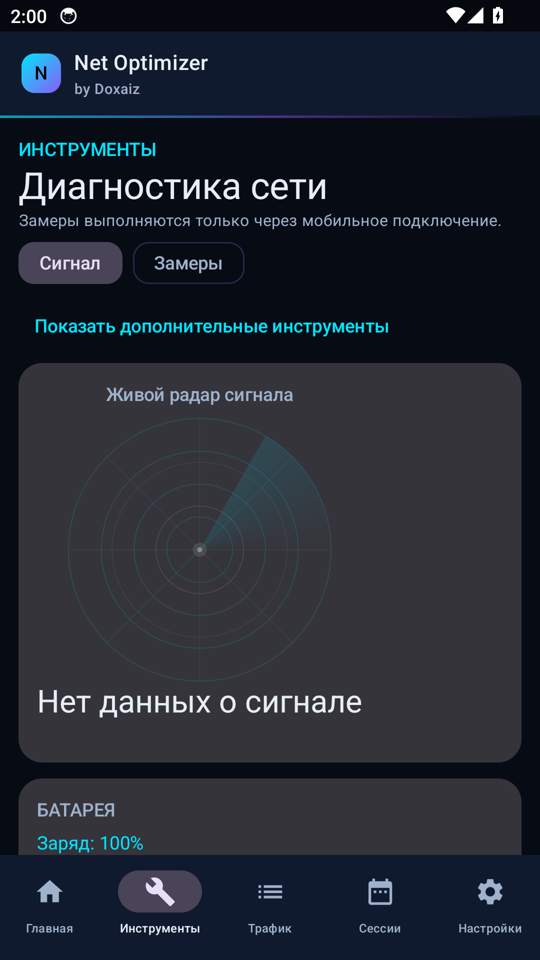 2:00
N
Net Optimizer
by Doxaiz
ИНСТРУМЕНТЫ
Диагностика сети
Замеры выполняются только через мобильное подключение.
Сигнал
Замеры
Показать дополнительные инструменты
Живой радар сигнала
Нет данных о сигнале
БАТАРЕЯ
Заряд: 100%
Главная
Инструменты
Трафик
Сессии
Настройки